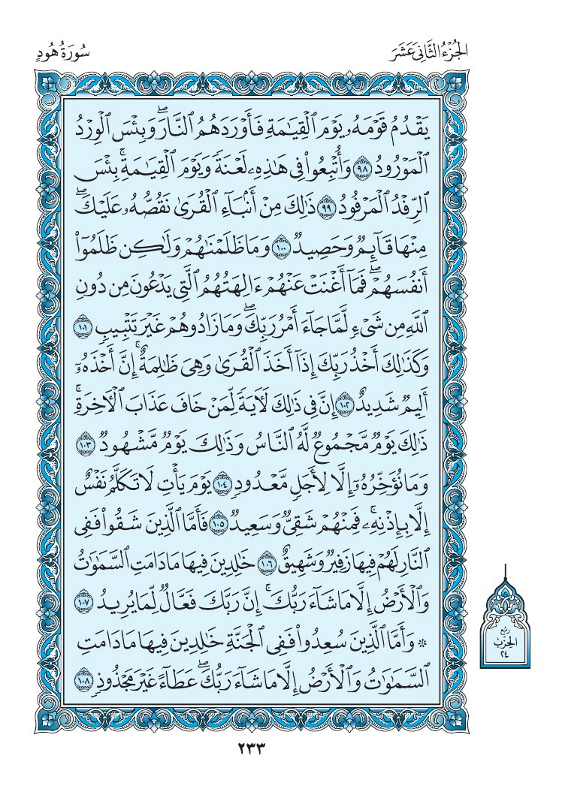 الجُزْءُ الثَّانِي عَشَرَ
سُورَةُ هُودٍ
يَقْدُمُ قَوْمَهُۥ يَوْمَ ٱلْقِيَـٰمَةِ فَأَوْرَدَهُمُ ٱلنَّارَۖ وَبِئْسَ ٱلْوِرْدُ
ٱلْمَوْرُودُ ٩٨ وَأُتْبِعُوا۟ فِى هَـٰذِهِۦ لَعْنَةً وَيَوْمَ ٱلْقِيَـٰمَةِۚ بِئْسَ
ٱلرِّفْدُ ٱلْمَرْفُودُ ٩٩ ذَٰلِكَ مِنْ أَنۢبَآءِ ٱلْقُرَىٰ نَقُصُّهُۥ عَلَيْكَۖ
مِنْهَا قَآئِمٌ وَحَصِيدٌ ١٠٠ وَمَا ظَلَمْنَـٰهُمْ وَلَـٰكِن ظَلَمُوٓا۟
أَنفُسَهُمْۖ فَمَآ أَغْنَتْ عَنْهُمْ ءَالِهَتُهُمُ ٱلَّتِى يَدْعُونَ مِن دُونِ
ٱللَّهِ مِن شَىْءٍ لَّمَّا جَآءَ أَمْرُ رَبِّكَۖ وَمَا زَادُوهُمْ غَيْرَ تَتْبِيبٍ ١٠١
وَكَذَٰلِكَ أَخْذُ رَبِّكَ إِذَآ أَخَذَ ٱلْقُرَىٰ وَهِىَ ظَـٰلِمَةٌۚ إِنَّ أَخْذَهُۥٓ
أَلِيمٌ شَدِيدٌ ١٠٢ إِنَّ فِى ذَٰلِكَ لَـَٔايَةً لِّمَنْ خَافَ عَذَابَ ٱلْـَٔاخِرَةِۚ
ذَٰلِكَ يَوْمٌ مَّجْمُوعٌ لَّهُ ٱلنَّاسُ وَذَٰلِكَ يَوْمٌ مَّشْهُودٌ ١٠٣
وَمَا نُؤَخِّرُهُۥٓ إِلَّا لِأَجَلٍ مَّعْدُودٍ ١٠٤ يَوْمَ يَأْتِ لَا تَكَلَّمُ نَفْسٌ
إِلَّا بِإِذْنِهِۦۚ فَمِنْهُمْ شَقِىٌّ وَسَعِيدٌ ١٠٥ فَأَمَّا ٱلَّذِينَ شَقُوا۟ فَفِى
ٱلنَّارِ لَهُمْ فِيهَا زَفِيرٌ وَشَهِيقٌ ١٠٦ خَـٰلِدِينَ فِيهَا مَا دَامَتِ ٱلسَّمَـٰوَٰتُ
وَٱلْأَرْضُ إِلَّا مَا شَآءَ رَبُّكَۚ إِنَّ رَبَّكَ فَعَّالٌ لِّمَا يُرِيدُ ١٠٧
۞ وَأَمَّا ٱلَّذِينَ سُعِدُوا۟ فَفِى ٱلْجَنَّةِ خَـٰلِدِينَ فِيهَا مَا دَامَتِ
ٱلسَّمَـٰوَٰتُ وَٱلْأَرْضُ إِلَّا مَا شَآءَ رَبُّكَۖ عَطَآءً غَيْرَ مَجْذُوذٍ ١٠٨
رُبع
الحِزْب
٢٤
٢٣٣